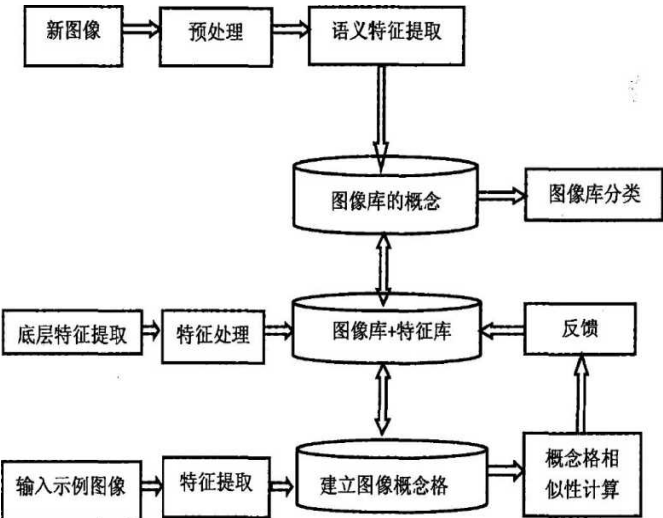 新图像
预处理
语义特征提取
图像库的概念
图像库分类
底层特征提取
特征处理
图像库+特征库
反馈
输入示例图像
特征提取
建立图像概念格
概念格相
似性计算